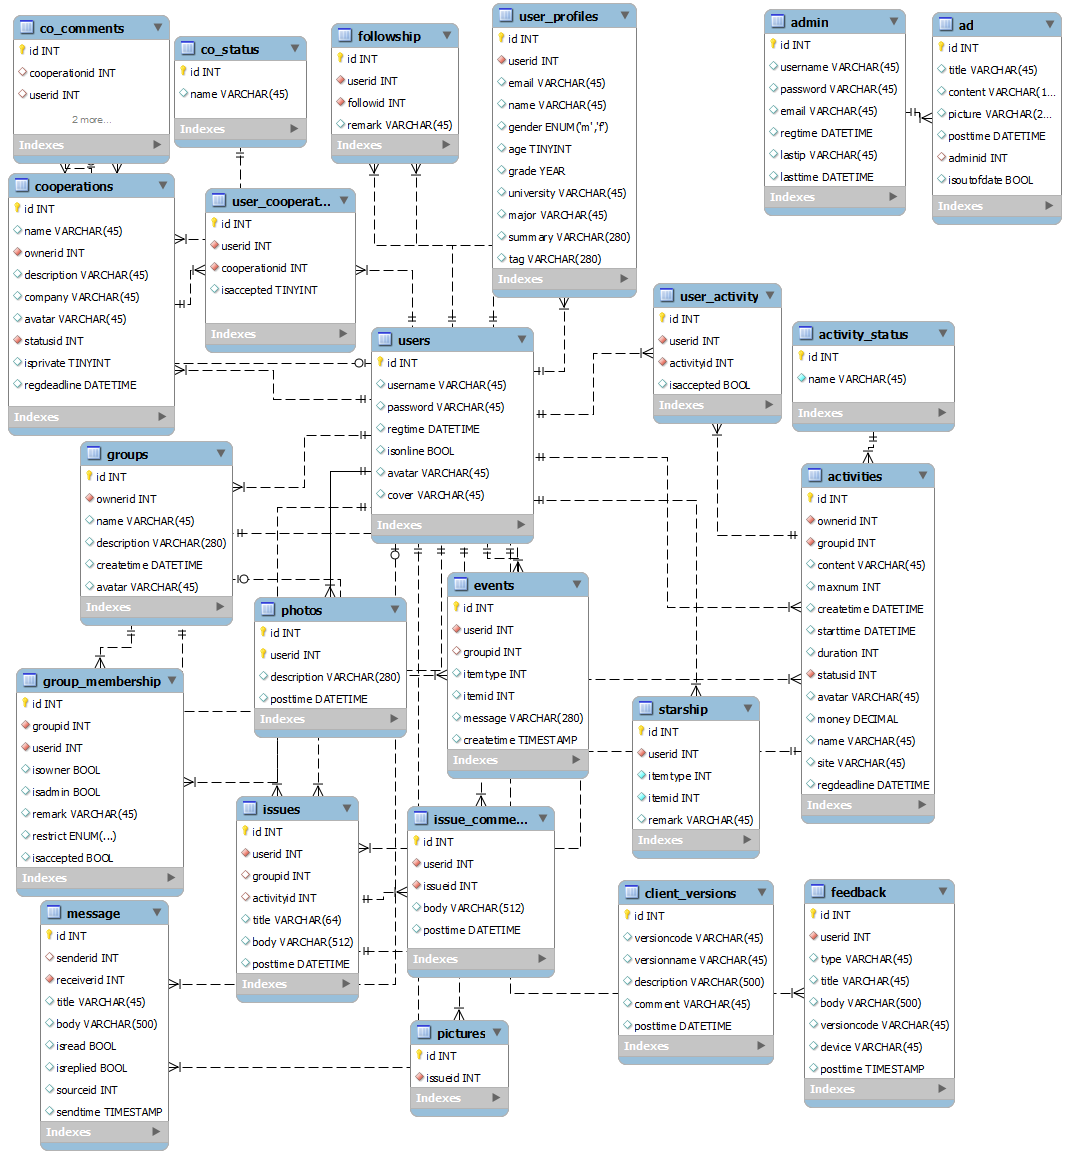 co_comments
id INT
cooperationid INT
userid INT
2 more...
Indexes
co_status
id INT
name VARCHAR(45)
Indexes
followship
id INT
userid INT
followid INT
remark VARCHAR(45)
Indexes
user_profiles
id INT
userid INT
email VARCHAR(45)
name VARCHAR(45)
gender ENUM('m','f')
age TINYINT
grade YEAR
university VARCHAR(45)
major VARCHAR(45)
summary VARCHAR(280)
tag VARCHAR(280)
Indexes
admin
id INT
username VARCHAR(45)
password VARCHAR(45)
email VARCHAR(45)
regtime DATETIME
lastip VARCHAR(45)
lasttime DATETIME
Indexes
ad
id INT
title VARCHAR(45)
content VARCHAR(1...
picture VARCHAR(2...
posttime DATETIME
adminid INT
isoutofdate BOOL
Indexes
cooperations
id INT
name VARCHAR(45)
ownerid INT
description VARCHAR(45)
company VARCHAR(45)
avatar VARCHAR(45)
statusid INT
isprivate TINYINT
regdeadline DATETIME
Indexes
user_cooperat...
id INT
userid INT
cooperationid INT
isaccepted TINYINT
Indexes
users
id INT
username VARCHAR(45)
password VARCHAR(45)
regtime DATETIME
isonline BOOL
avatar VARCHAR(45)
cover VARCHAR(45)
Indexes
user_activity
id INT
userid INT
activityid INT
isaccepted BOOL
Indexes
activity_status
id INT
name VARCHAR(45)
Indexes
groups
id INT
ownerid INT
name VARCHAR(45)
description VARCHAR(280)
createtime DATETIME
avatar VARCHAR(45)
Indexes
activities
id INT
ownerid INT
groupid INT
content VARCHAR(45)
maxnum INT
createtime DATETIME
starttime DATETIME
duration INT
statusid INT
avatar VARCHAR(45)
money DECIMAL
name VARCHAR(45)
site VARCHAR(45)
regdeadline DATETIME
Indexes
photos
id INT
userid INT
description VARCHAR(280)
posttime DATETIME
Indexes
events
id INT
userid INT
groupid INT
itemtype INT
itemid INT
message VARCHAR(280)
createtime TIMESTAMP
Indexes
group_membership
id INT
groupid INT
userid INT
isowner BOOL
isadmin BOOL
remark VARCHAR(45)
restrict ENUM(...)
isaccepted BOOL
Indexes
starship
id INT
userid INT
itemtype INT
itemid INT
remark VARCHAR(45)
Indexes
issues
id INT
userid INT
groupid INT
activityid INT
title VARCHAR(64)
body VARCHAR(512)
posttime DATETIME
Indexes
issue_comme...
id INT
userid INT
issueid INT
body VARCHAR(512)
posttime DATETIME
Indexes
message
id INT
senderid INT
receiverid INT
title VARCHAR(45)
body VARCHAR(500)
isread BOOL
isreplied BOOL
sourceid INT
sendtime TIMESTAMP
Indexes
pictures
id INT
issueid INT
Indexes
client_versions
id INT
versioncode VARCHAR(45)
versionname VARCHAR(45)
description VARCHAR(500)
comment VARCHAR(45)
posttime DATETIME
Indexes
feedback
id INT
userid INT
type VARCHAR(45)
title VARCHAR(45)
body VARCHAR(500)
versioncode VARCHAR(45)
device VARCHAR(45)
posttime TIMESTAMP
Indexes